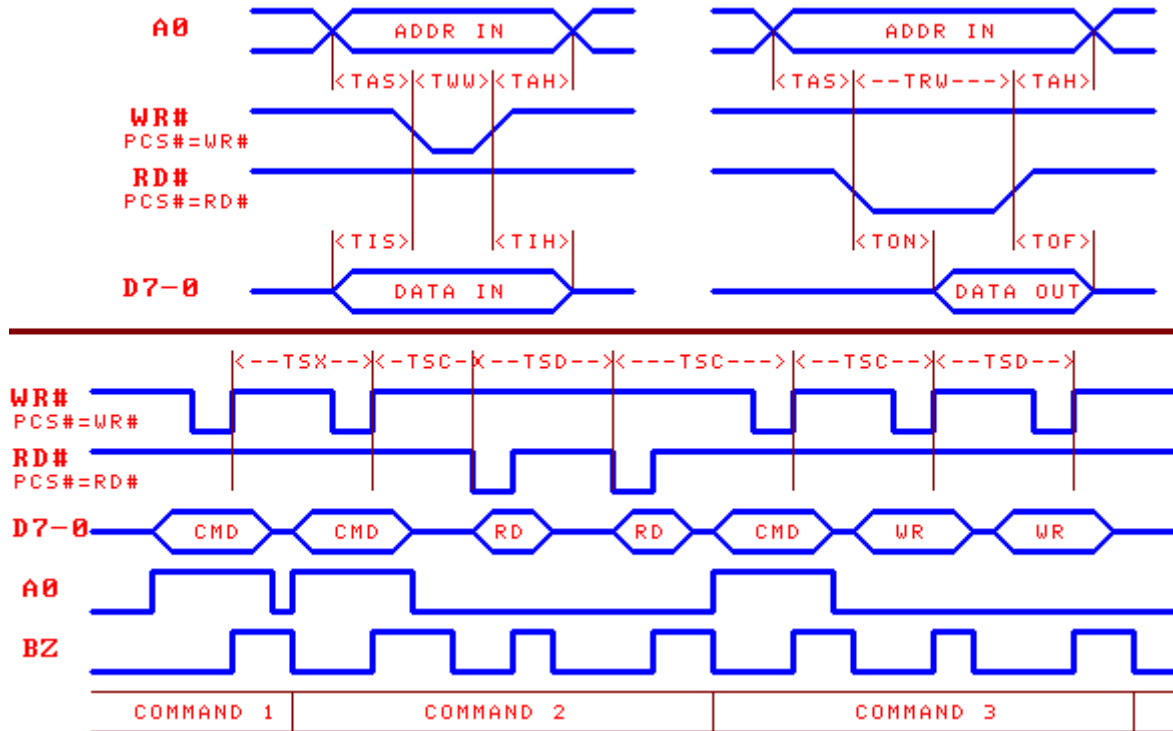 A0 ADDR IN ADDR IN
<TAS><TWW><TAH> <TAS><--TRW---><TAH>
WR#
PCS#=WR#
RD#
PCS#=RD#
<TIS> <TIH> <TON> <TOF>
D7-0 DATA IN DATA OUT
<--TSX--> <-TSC-x--TSD--> <---TSC---> <--TSC--> <--TSD-->
WR#
PCS#=WR#
RD#
PCS#=RD#
D7-0 CMD CMD RD RD CMD WR WR
A0
BZ
COMMAND 1 COMMAND 2 COMMAND 3